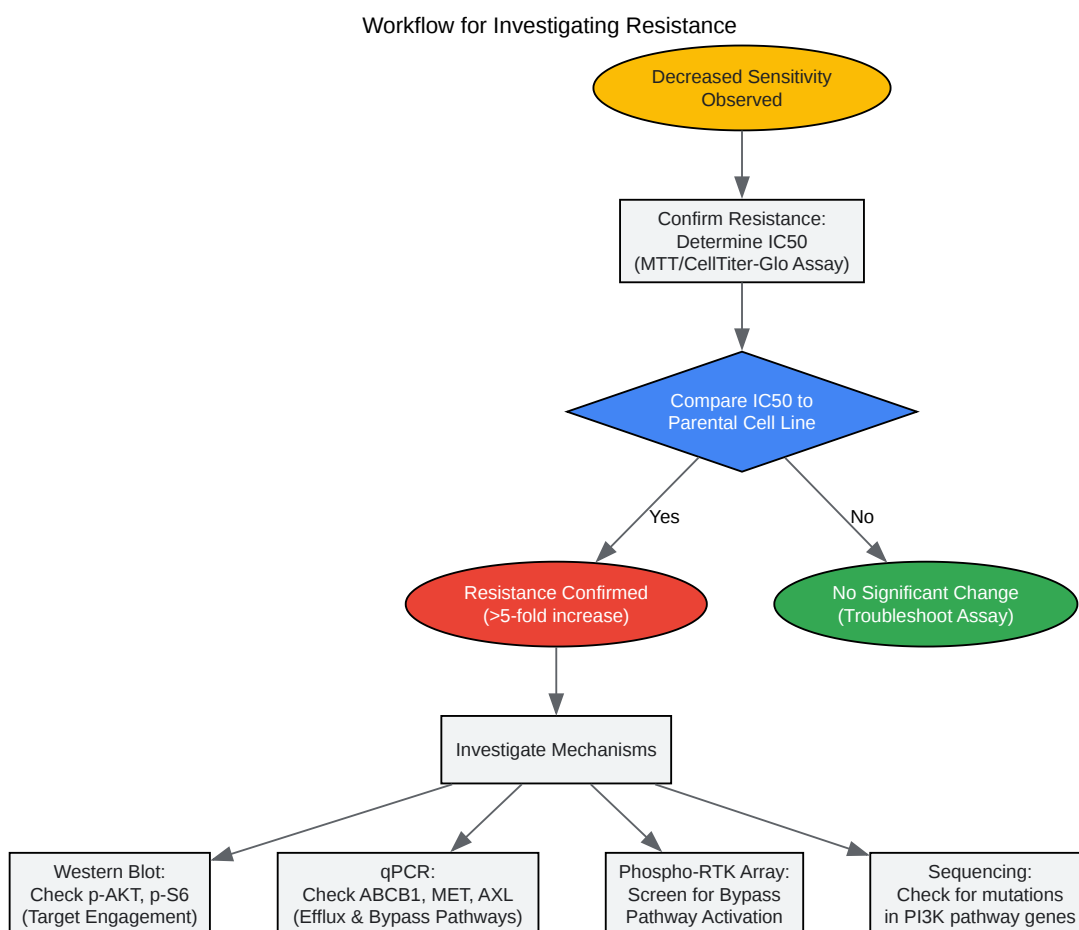 Workflow for Investigating Resistance
Decreased Sensitivity
Observed
Confirm Resistance:
Determine IC50
(MTT/CellTiter-Glo Assay)
Compare IC50 to
Parental Cell Line
Yes
No
Resistance Confirmed
(>5-fold increase)
No Significant Change
(Troubleshoot Assay)
Investigate Mechanisms
Western Blot:
Check p-AKT, p-S6
(Target Engagement)
qPCR:
Check ABCB1, MET, AXL
(Efflux & Bypass Pathways)
Phospho-RTK Array:
Screen for Bypass
Pathway Activation
Sequencing:
Check for mutations
in PI3K pathway genes